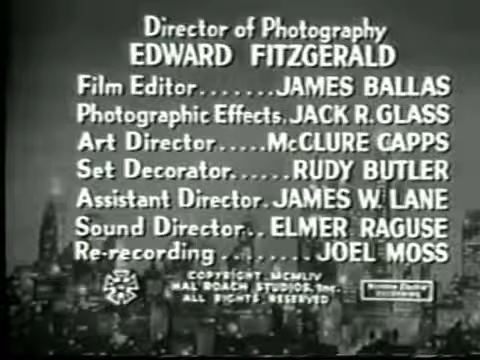 Director of Photography
EDWARD FITZGERALD
Film Editor.......JAMES BALLAS
Photographic Effects.JACK R. GLASS
Art Director.....McCLURE CAPPS
Set Decorator......RUDY BUTLER
Assistant Director.JAMES W. LANE
Sound Director..ELMER RAGUSE
Re-recording........JOEL MOSS
COPYRIGHT MCMLIV
HAL ROACH STUDIOS, Inc.
ALL RIGHTS RESERVED